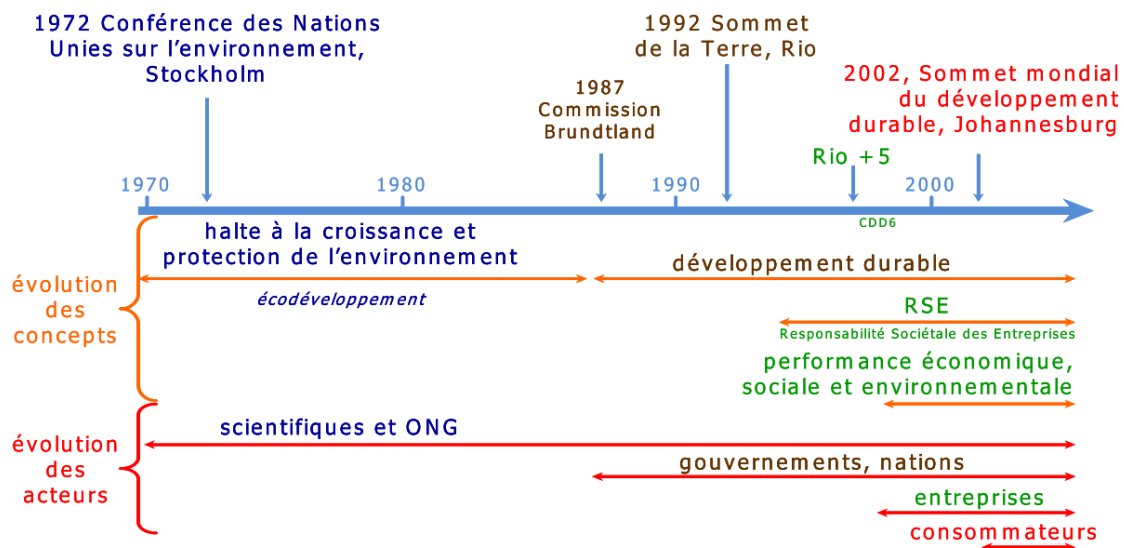 1972 Conférence des Nations
Unies sur l’environnement,
Stockholm
1987
Commission
Brundtland
1992 Sommet
de la Terre, Rio
Rio +5
2002, Sommet mondial
du développement
durable, Johannesburg
1970
1980
1990
2000
CDD6
évolution
des
concepts
halte à la croissance et
protection de l’environnement
écodéveloppement
développement durable
RSE
Responsabilité Sociétale des Entreprises
performance économique,
sociale et environnementale
évolution
des
acteurs
scientifiques et ONG
gouvernements, nations
entreprises
consommateurs